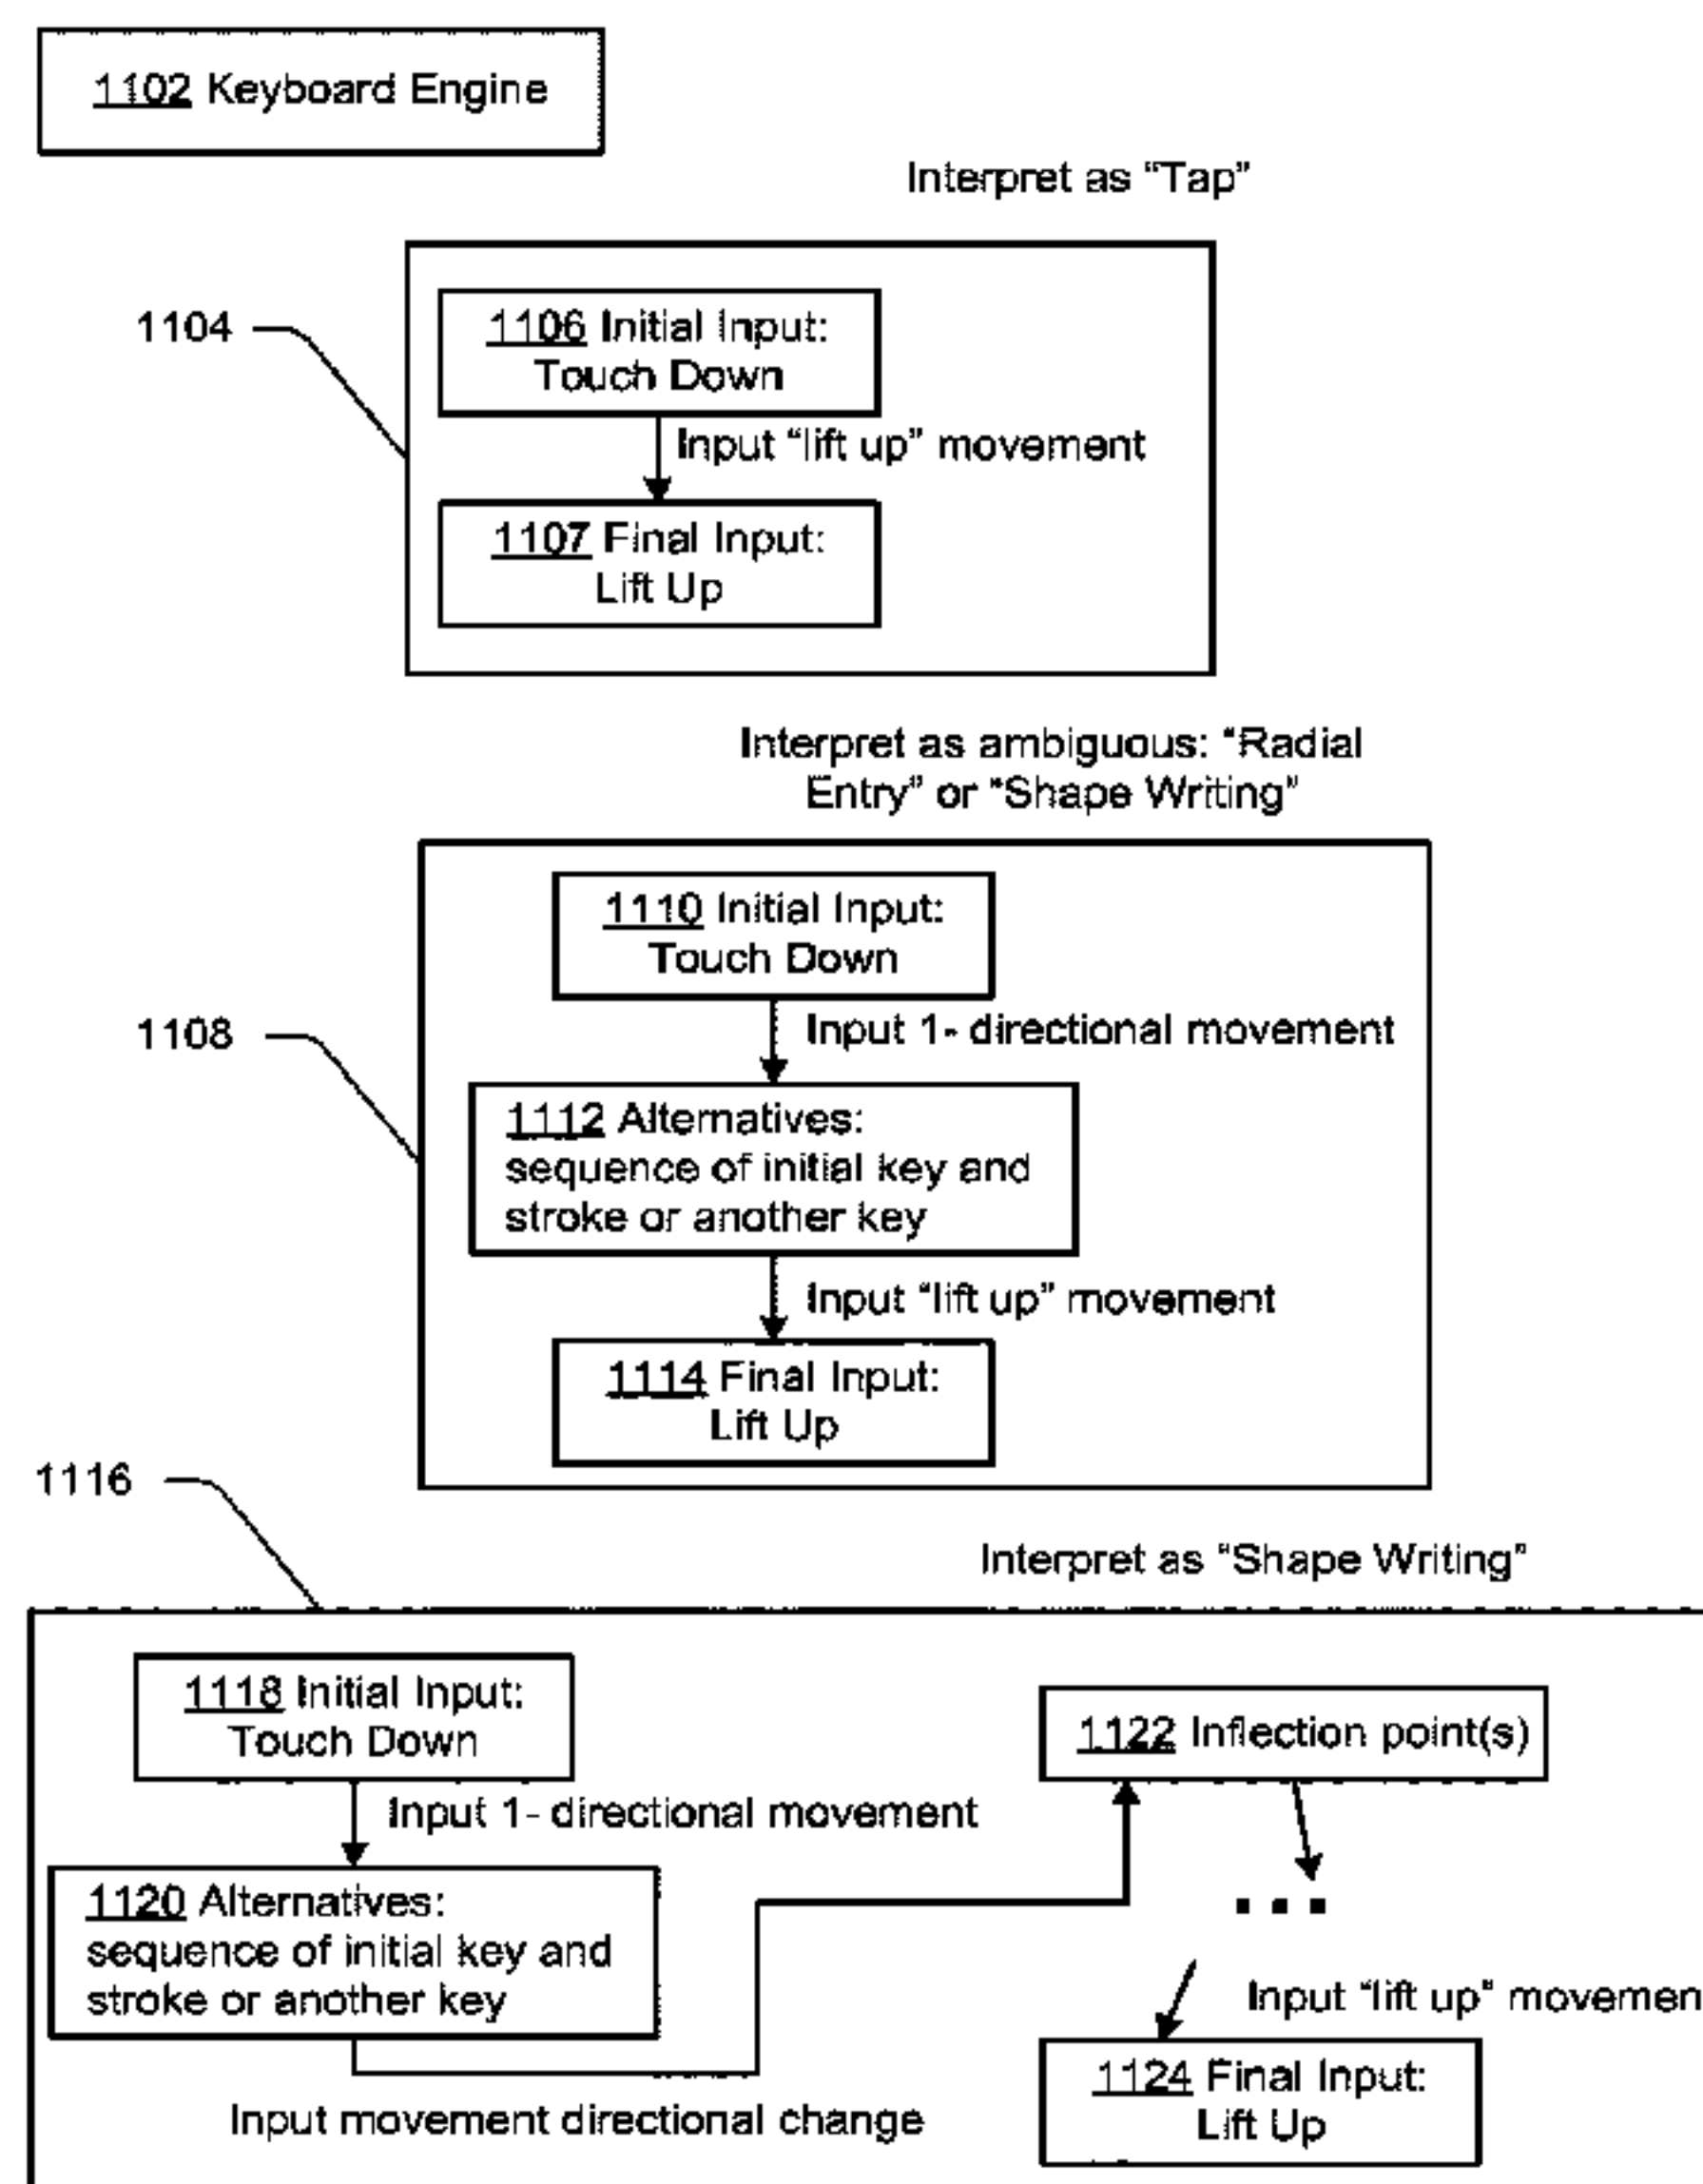 1102 Keyboard Engine
Interpret as “Tap”
1104
1106 Initial Input:
Touch Down
Input “lift up” movement
1107 Final Input:
Lift Up
Interpret as ambiguous: “Radial
Entry” or “Shape Writing”
1108
1110 Initial Input:
Touch Down
Input 1- directional movement
1112 Alternatives:
sequence of initial key and
stroke or another key
Input “lift up” movement
1114 Final Input:
Lift Up
1116
Interpret as “Shape Writing”
1118 Initial Input:
Touch Down
Input 1- directional movement
1120 Alternatives:
sequence of initial key and
stroke or another key
Input movement directional change
1122 Inflection point(s)
...
Input “lift up” movemen
1124 Final Input:
Lift Up